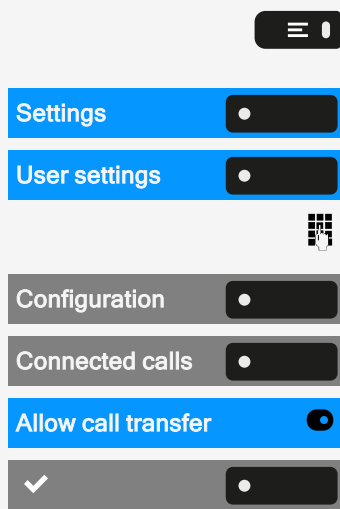 Settings
User settings
Configuration
Connected calls
Allow call transfer